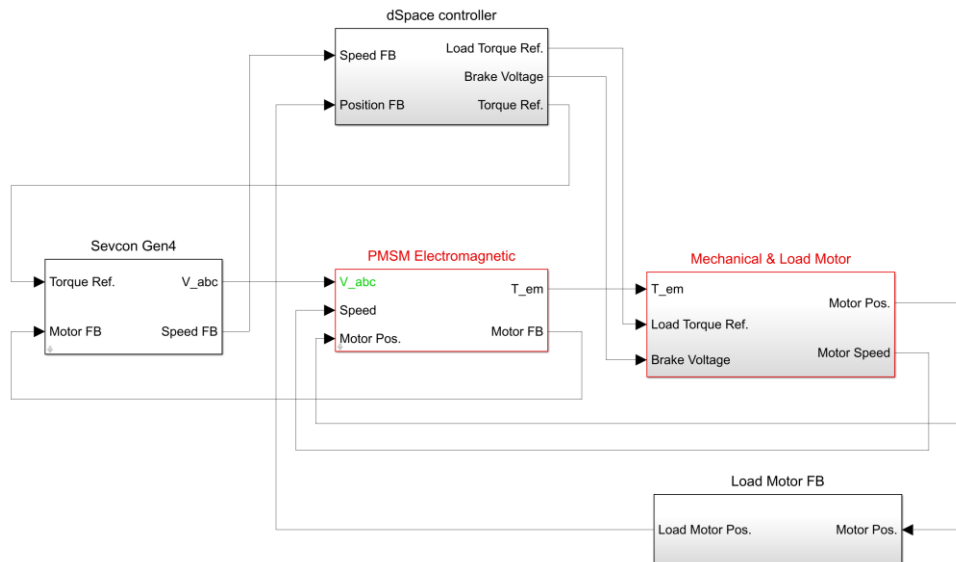 dSpace controller
Speed FB
Load Torque Ref.
Brake Voltage
Position FB
Torque Ref.
Sevcon Gen4
Torque Ref.
V_abc
Motor FB
Speed FB
PMSM Electromagnetic
V_abc
T_em
Speed
Motor Pos.
Motor FB
Mechanical & Load Motor
T_em
Motor Pos.
Load Torque Ref.
Motor Speed
Brake Voltage
Load Motor FB
Load Motor Pos.
Motor Pos.